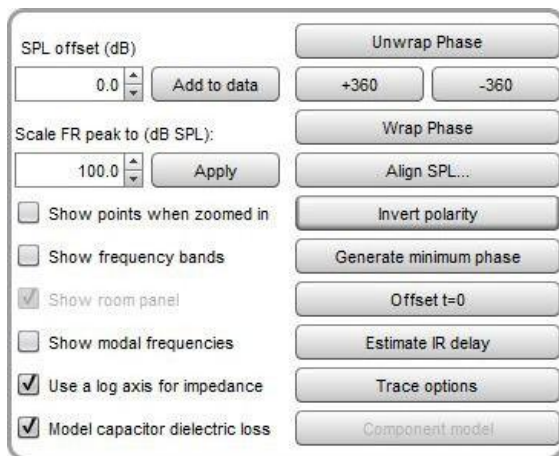 SPL offset (dB)
0.0 Add to data
Scale FR peak to (dB SPL):
100.0 Apply
Show points when zoomed in
Show frequency bands
Show room panel
Show modal frequencies
Use a log axis for impedance
Model capacitor dielectric loss
Unwrap Phase
+360 -360
Wrap Phase
Align SPL...
Invert polarity
Generate minimum phase
Offset t=0
Estimate IR delay
Trace options
Component model